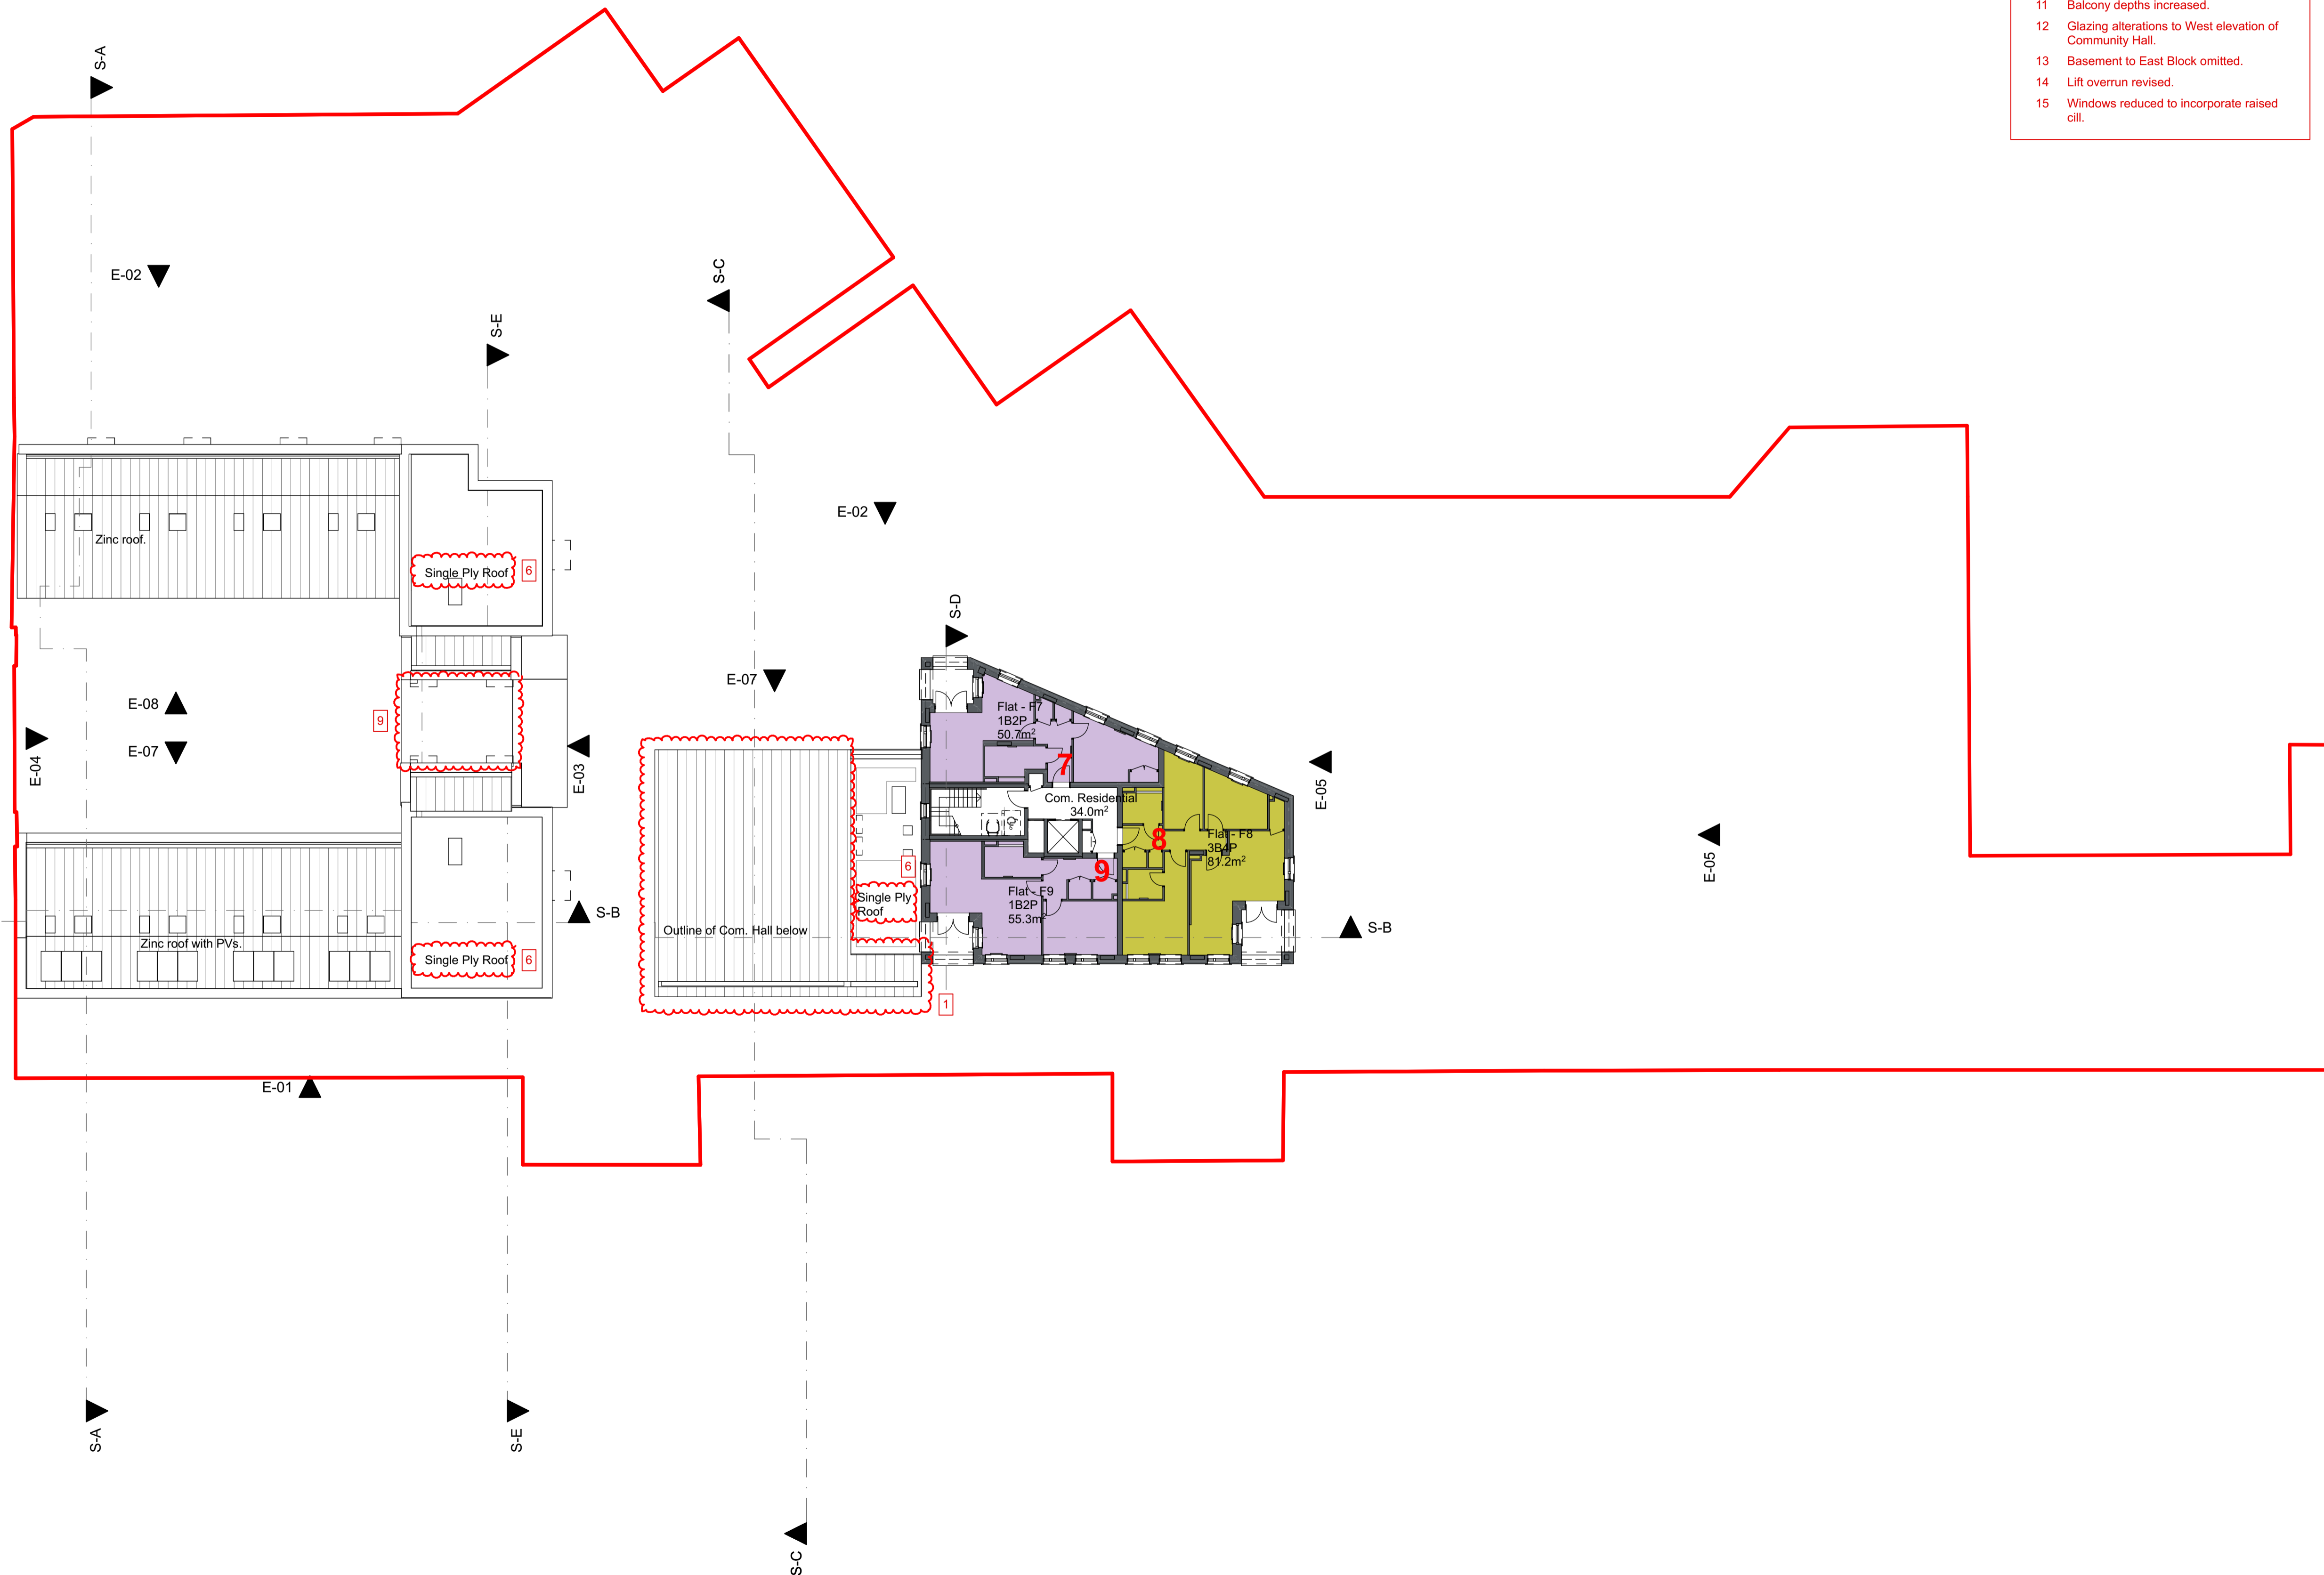 11 Balcony depths increased.
12 Glazing alterations to West elevation of
Community Hall.
13 Basement to East Block omitted.
14 Lift overrun revised.
15 Windows reduced to incorporate raised
cill.
S-A
E-02
S-C
S-E
E-02
Zinc roof.
Single Ply Roof
6
S-D
E-08
9
E-07
E-04
E-03
E-07
Flat - F7
1B2P
50.7m²
7
E-05
Com. Residential
34.0m²
Flat - F8
3B4P
81.2m²
8
E-05
6
9
Flat - F9
1B2P
55.3m²
Single Ply
Roof
S-B
S-B
Outline of Com. Hall below
Zinc roof with PVs.
Single Ply Roof
6
1
E-01
S-A
S-E
S-C